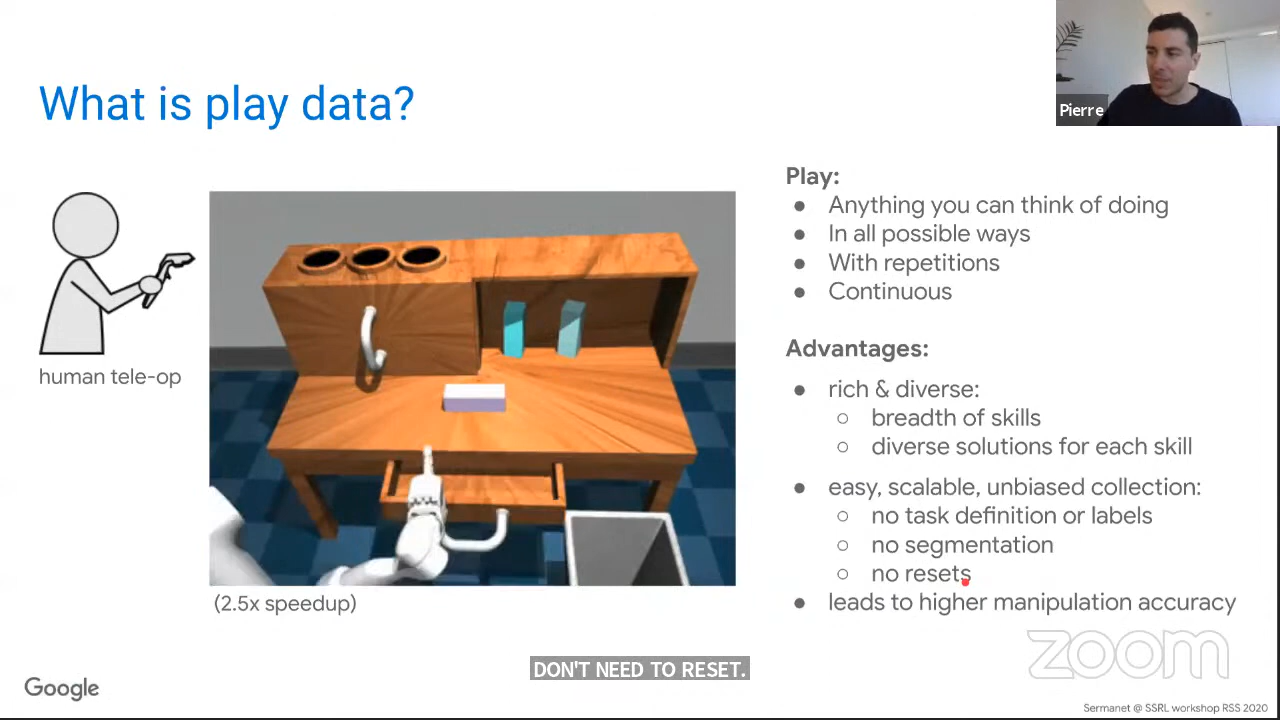 What is play data?
Pierre
human tele-op
(2.5x speedup)
Play:
● Anything you can think of doing
● In all possible ways
● With repetitions
● Continuous
Advantages:
● rich & diverse:
○ breadth of skills
○ diverse solutions for each skill
● easy, scalable, unbiased collection:
○ no task definition or labels
○ no segmentation
○ no resets
● leads to higher manipulation accuracy
zoom
DON'T NEED TO RESET.
Google
Sermanet @ SSRL workshop RSS 2020